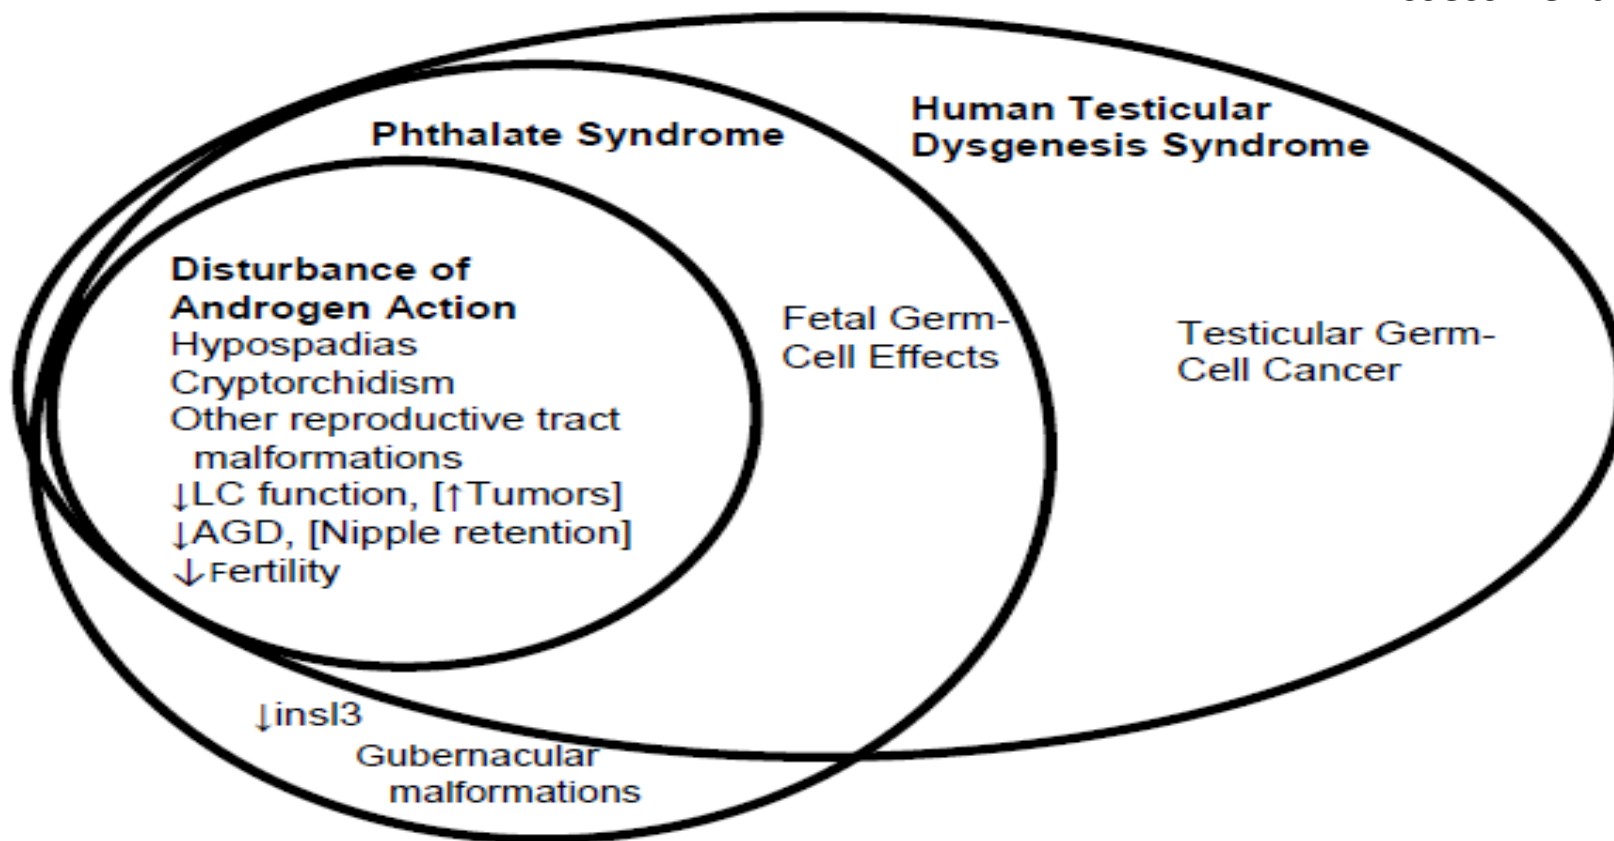 Phthalate Syndrome
Human Testicular
Dysgenesis Syndrome
Disturbance of
Androgen Action
Hypospadias
Cryptorchidism
Other reproductive tract
malformations
↓LC function, [↑Tumors]
↓AGD, [Nipple retention]
↓Fertility
Fetal Germ-
Cell Effects
Testicular Germ-
Cell Cancer
↓insl3
Gubernacular
malformations